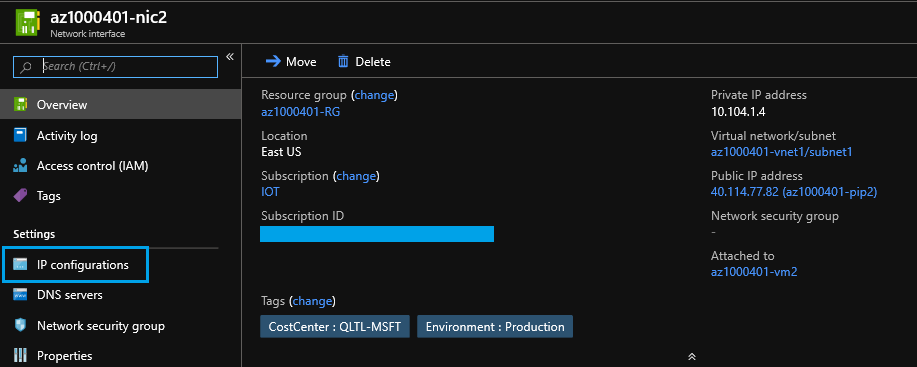 az1000401-nic2
Network interface
Search (Ctrl+/)
«
Overview
Activity log
Access control (IAM)
Tags
Settings
IP configurations
DNS servers
Network security group
Properties
Move
Delete
Resource group (change)
az1000401-RG
Location
East US
Subscription (change)
IOT
Subscription ID
Tags (change)
CostCenter : QLTL-MSFT
Environment : Production
Private IP address
10.104.1.4
Virtual network/subnet
az1000401-vnet1/subnet1
Public IP address
40.114.77.82 (az1000401-pip2)
Network security group
-
Attached to
az1000401-vm2